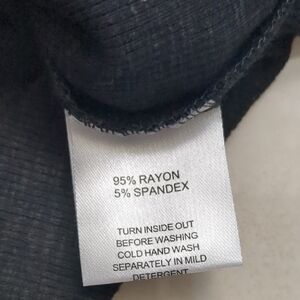 95% RAYON
5% SPANDEX
TURN INSIDE OUT
BEFORE WASHING
COLD HAND WASH
SEPARATELY IN MILD
DETERGENT